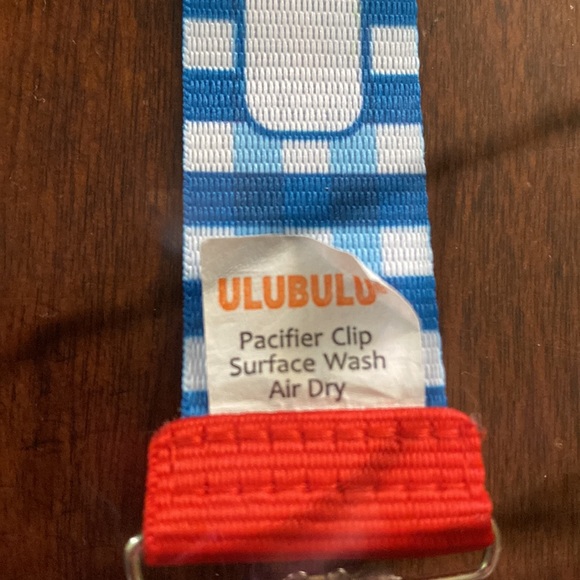 ULUBULU
Pacifier Clip
Surface Wash
Air Dry